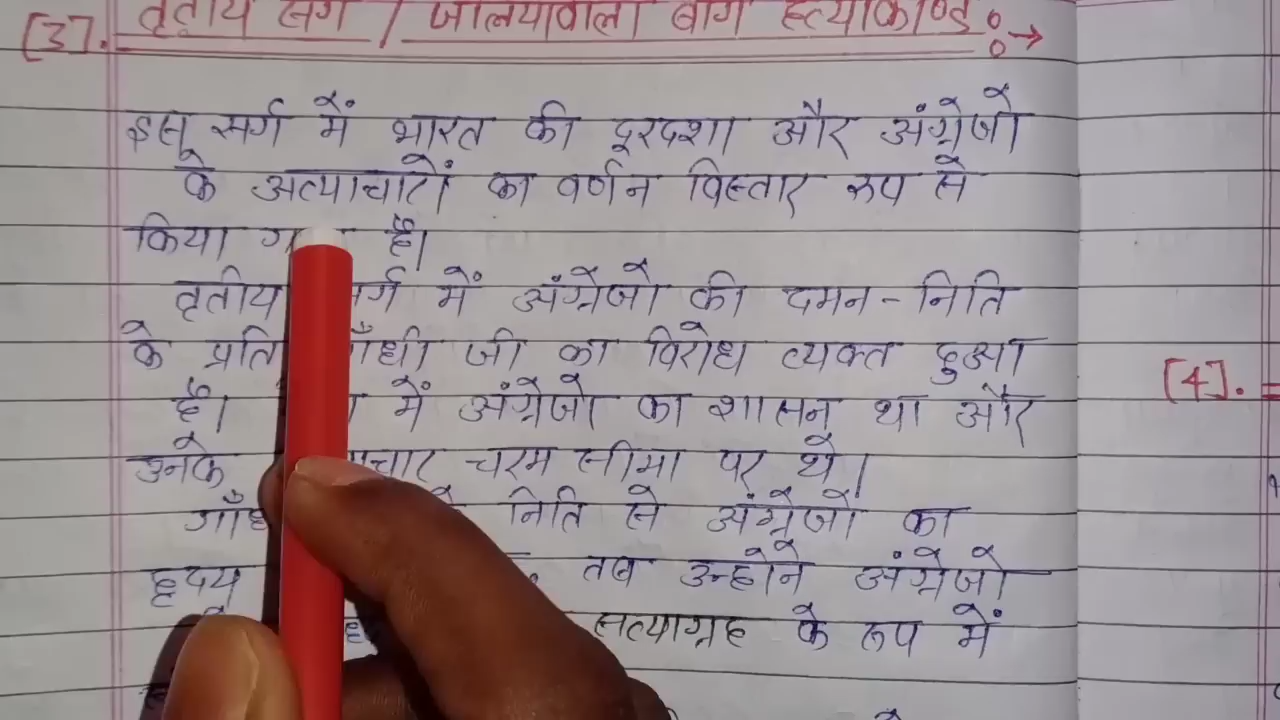 [3]. तृतीय सर्ग / जलियावाला बाग हत्याकाण्ड :→
इस सर्ग में भारत की दूरदशा और अंग्रेजो
के अत्याचारों का वर्णन विस्तार रुप से
किया है।
तृतीय में अंग्रेजो की दमन-निति
के प्रति जी का विरोध व्यक्त हुआ
है। में अंग्रेजो का शासन था और
उनके चरम सीमा पर थे।
निति से अंग्रेजों का
हृदय तब उन्होने अंग्रेजो
सत्याग्रह के रुप में
[4].